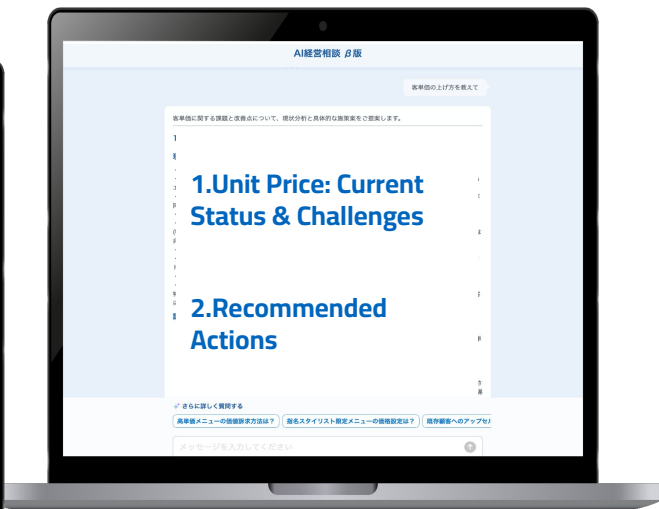 AI経営相談 β版
客単価の上げ方を教えて
客単価に関する課題と改善点について、現状分析と具体的な施策案をご提案します。
1.Unit Price: Current
Status & Challenges
2.Recommended
Actions
さらに詳しく質問する
高単価メニューの価値訴求方法は？
指名スタイリスト限定メニューの価格設定は？
既存顧客へのアップセル
メッセージを入力してください